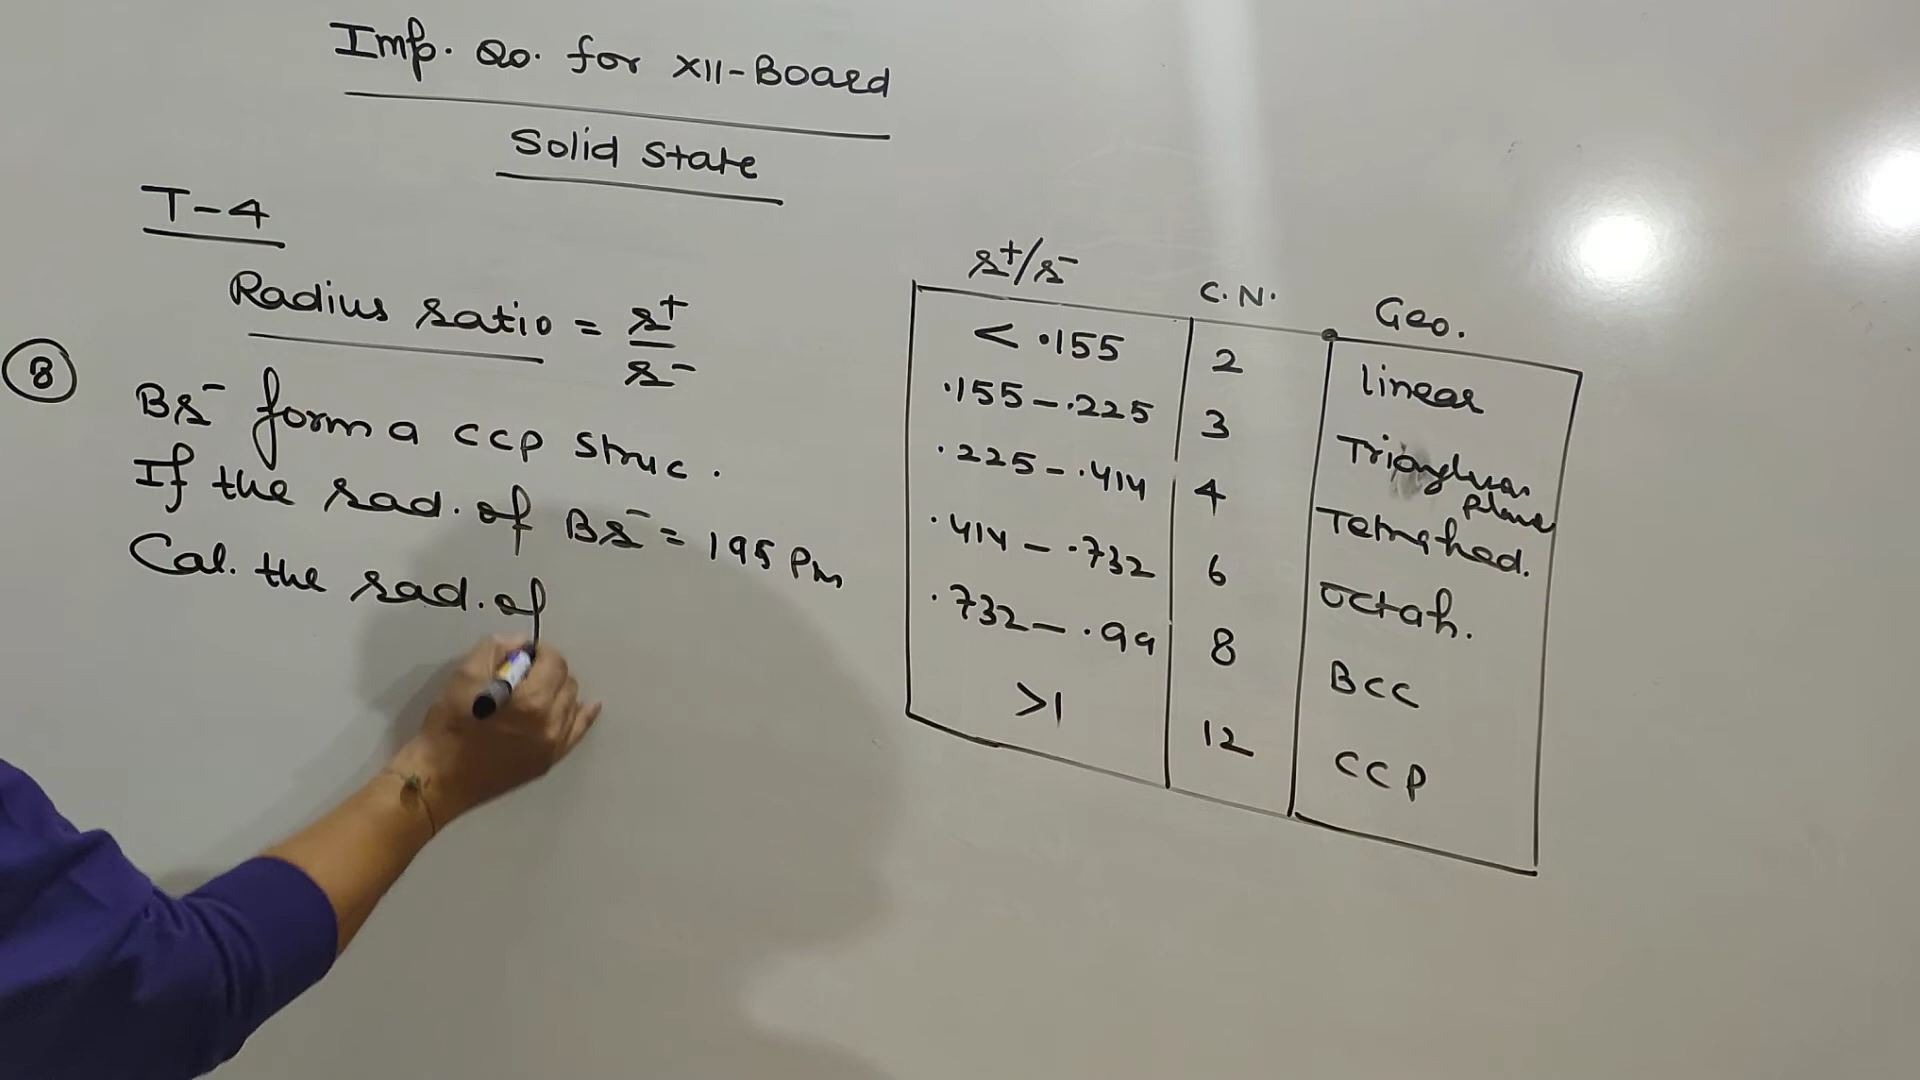 Imp. Qo. for XII-Board
Solid State
T-4
Radius ratio = r⁺/r⁻
8
Br⁻ form a ccp struc.
If the rad. of Br⁻ = 195 Pm
Cal. the rad. of
r⁺/r⁻ C.N. Geo.
< .155 2 linear
.155-.225 3 Triangluar plane
.225-.414 4 Tetrahed.
.414-.732 6 octah.
.732-.99 8 BCC
>1 12 CCP